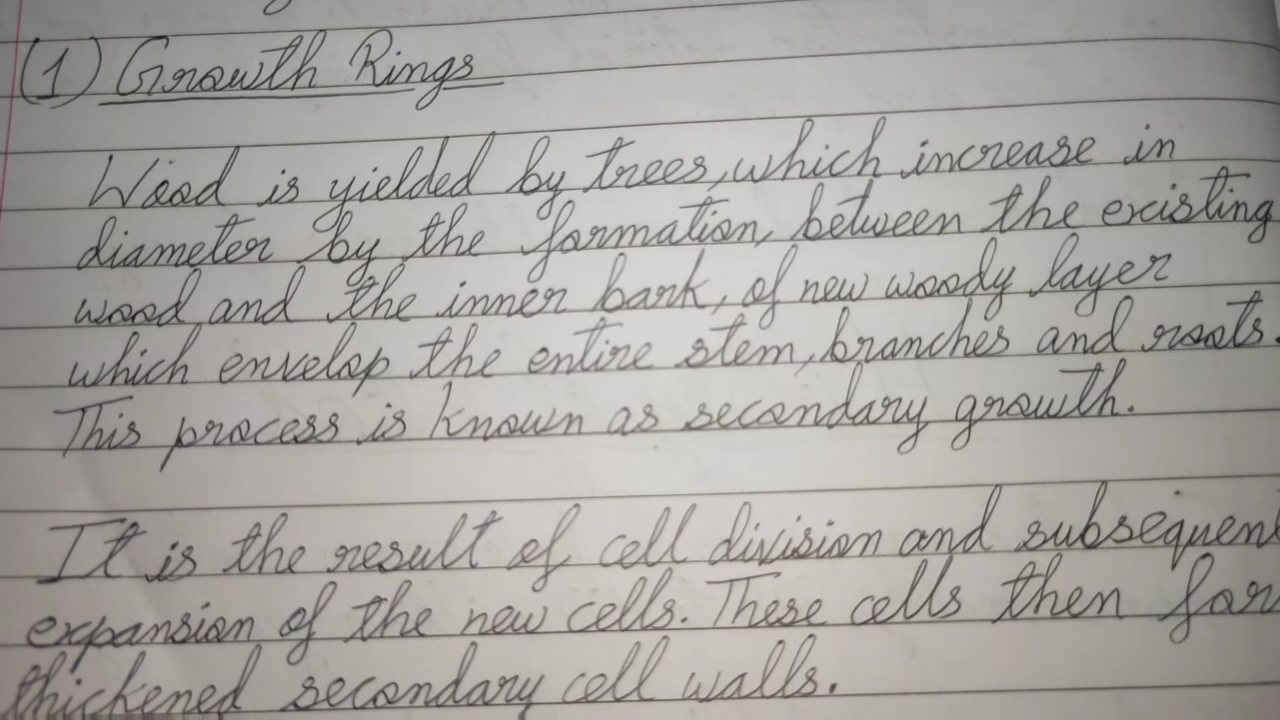 (1) Growth Rings
Wood is yielded by trees, which increase in
diameter by the formation, between the existing
wood and the inner bark, of new woody layer
which envelop the entire stem, branches and roots.
This process is known as secondary growth.
It is the result of cell division and subsequent
expansion of the new cells. These cells then for
thickened secondary cell walls.